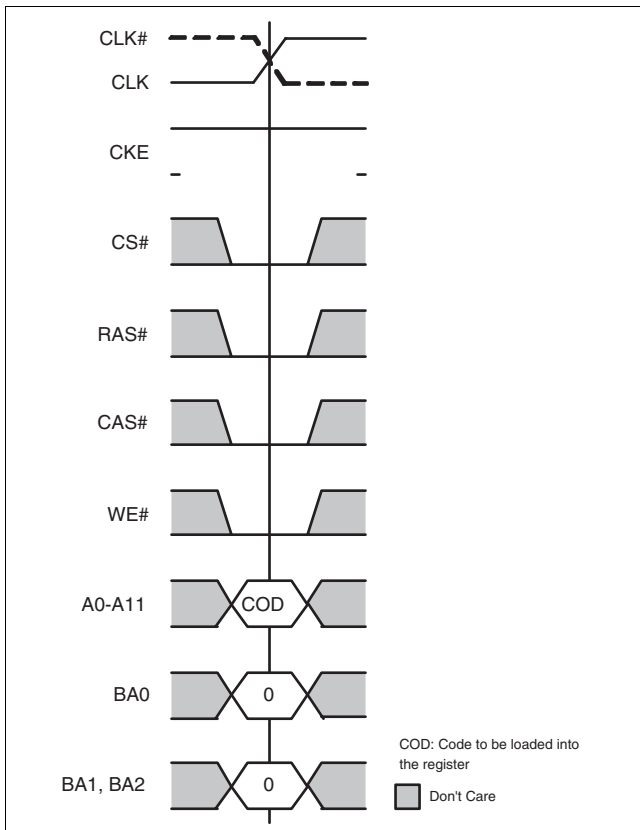 CLK#
CLK
CKE
CS#
RAS#
CAS#
WE#
A0-A11
COD
BA0
0
BA1, BA2
0
COD: Code to be loaded into
the register
Don't Care